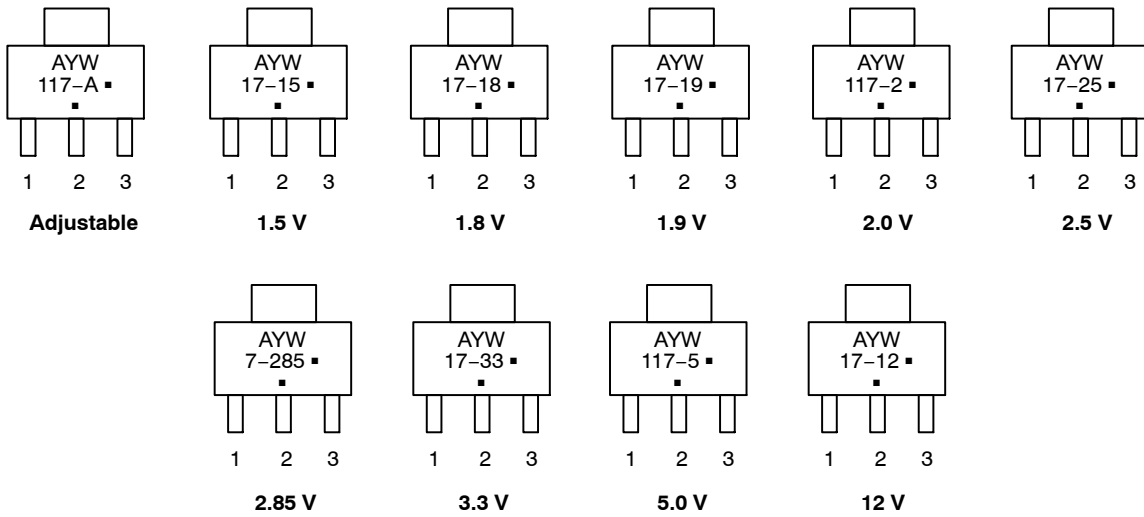 AYW AYW AYW AYW AYW AYW
117–A ▪ 17–15 ▪ 17–18 ▪ 17–19 ▪ 117–2 ▪ 17–25 ▪
1 2 3 1 2 3 1 2 3 1 2 3 1 2 3 1 2 3
Adjustable 1.5 V 1.8 V 1.9 V 2.0 V 2.5 V
AYW AYW AYW AYW
7–285 ▪ 17–33 ▪ 117–5 ▪ 17–12 ▪
1 2 3 1 2 3 1 2 3 1 2 3
2.85 V 3.3 V 5.0 V 12 V